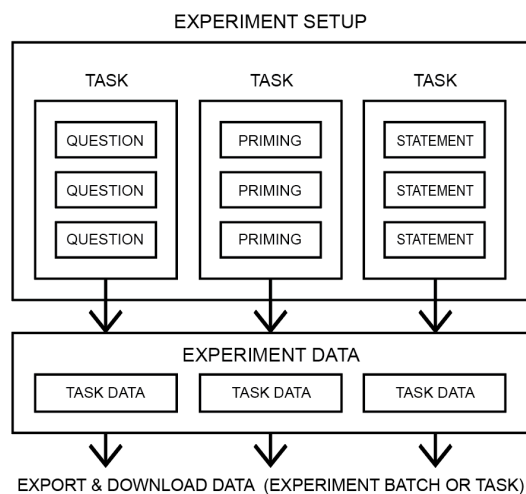 EXPERIMENT SETUP
TASK TASK TASK
QUESTION PRIMING STATEMENT
QUESTION PRIMING STATEMENT
QUESTION PRIMING STATEMENT
EXPERIMENT DATA
TASK DATA TASK DATA TASK DATA
EXPORT & DOWNLOAD DATA (EXPERIMENT BATCH OR TASK)